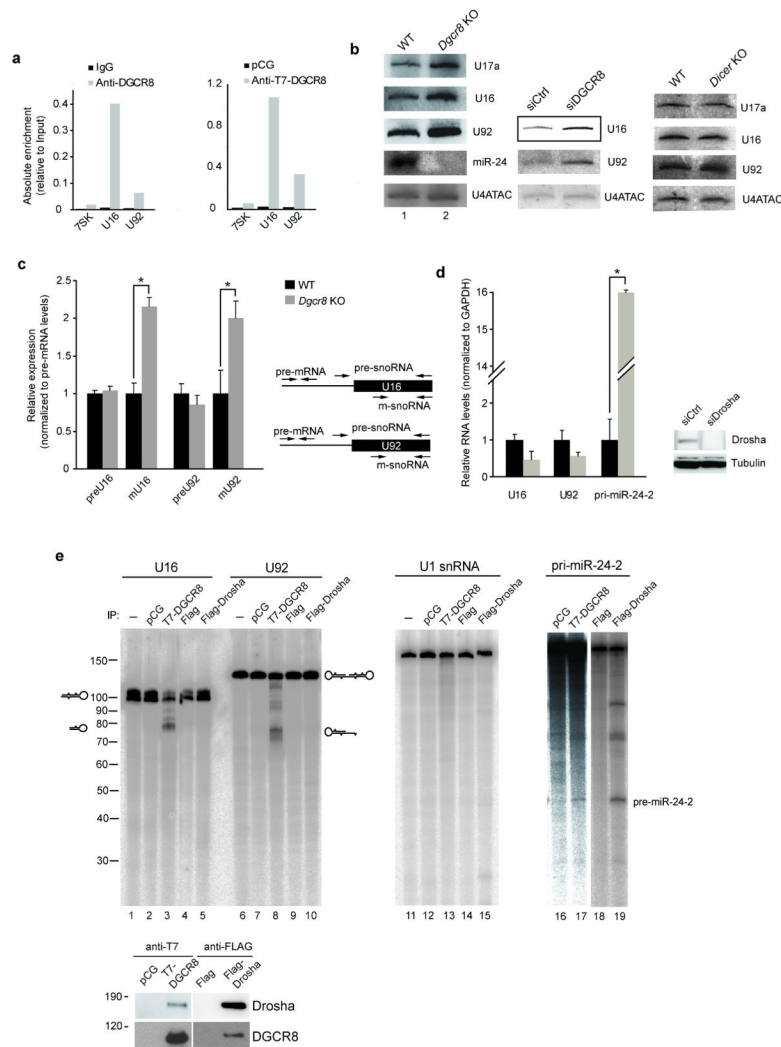 a
IgG
Anti-DGCR8
Absolute enrichment
(relative to Input)
0.4
0.3
0.2
0.1
0
7SK
U16
U92
pCG
Anti-T7-DGCR8
1.2
0.8
0.4
0
7SK
U16
U92
b
WT
Dgcr8 KO
U17a
U16
U92
miR-24
U4ATAC
1 2
siCtrl
siDGCR8
U16
U92
U4ATAC
WT
Dicer KO
U17a
U16
U92
U4ATAC
c
Relative expression
(normalized to pre-mRNA levels)
2.5
2
1.5
1
0.5
0
*
*
preU16
mU16
preU92
mU92
WT
Dgcr8 KO
pre-mRNA
pre-snoRNA
U16
m-snoRNA
pre-mRNA
pre-snoRNA
U92
m-snoRNA
d
Relative RNA levels (normalized to GAPDH)
16
15
14
2
1
0
*
U16
U92
pri-miR-24-2
siCtrl
siDrosha
Drosha
Tubulin
e
U16
U92
U1 snRNA
pri-miR-24-2
IP:
–
pCG
T7-DGCR8
Flag
Flag-Drosha
–
pCG
T7-DGCR8
Flag
Flag-Drosha
–
pCG
T7-DGCR8
Flag
Flag-Drosha
pCG
T7-DGCR8
Flag
Flag-Drosha
150
100
90
80
70
60
50
40
30
pre-miR-24-2
1 2 3 4 5 6 7 8 9 10
11 12 13 14 15
16 17 18 19
anti-T7
anti-FLAG
pCG
T7-
DGCR8
Flag
Flag-
Drosha
190
Drosha
120
DGCR8